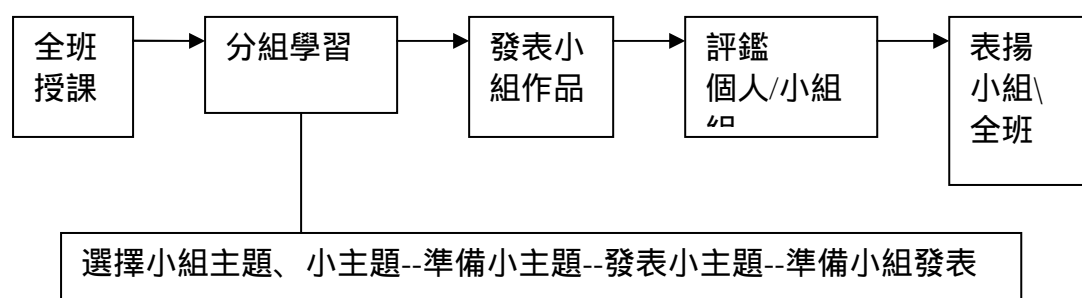 全班
授課
分組學習
發表小
組作品
評鑑
個人/小組
表揚
小組\
全班
選擇小組主題、小主題--準備小主題--發表小主題--準備小組發表